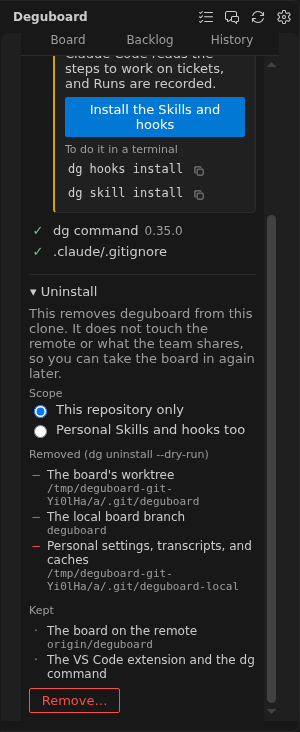 Deguboard
Board Backlog History
steps to work on tickets,
and Runs are recorded.
Install the Skills and
hooks
To do it in a terminal
dg hooks install
dg skill install
✓ dg command 0.35.0
✓ .claude/.gitignore
▾ Uninstall
This removes deguboard from this
clone. It does not touch the
remote or what the team shares,
so you can take the board in again
later.
Scope
This repository only
Personal Skills and hooks too
Removed (dg uninstall --dry-run)
— The board's worktree
/tmp/deguboard-git-
Yi0lHa/a/.git/deguboard
— The local board branch
deguboard
— Personal settings, transcripts, and
caches
/tmp/deguboard-git-
Yi0lHa/a/.git/deguboard-local
Kept
· The board on the remote
origin/deguboard
· The VS Code extension and the dg
command
Remove...